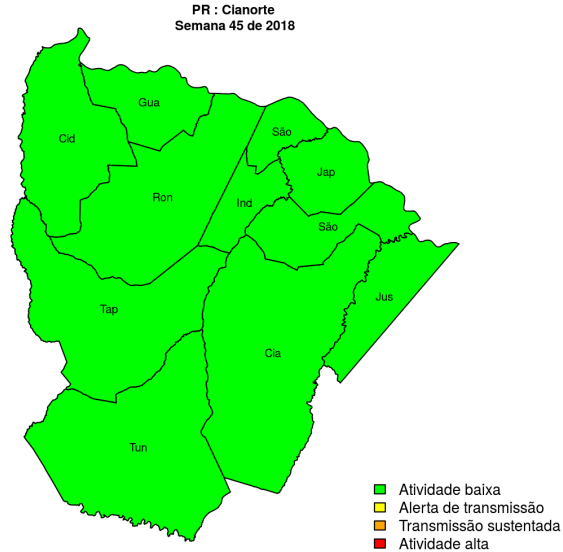 PR : Cianorte
Semana 45 de 2018
Gua
São
Cid
Jap
Ron
Ind
São
Jus
Tap
Cia
Tun
Atividade baixa
Alerta de transmissão
Transmissão sustentada
Atividade alta